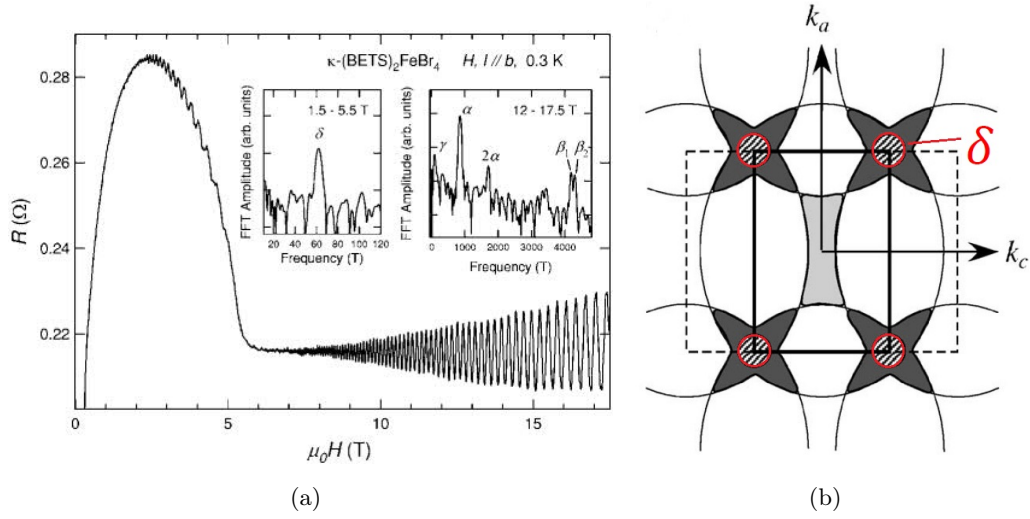 κ-(BETS)₂FeBr₄ H, I // b, 0.3 K
R (Ω)
0.28
0.26
0.24
0.22
0
5
10
15
μ₀H (T)
FFT Amplitude (arb. units)
1.5 - 5.5 T
δ
20 40 60 80 100 120
Frequency (T)
FFT Amplitude (arb. units)
12 - 17.5 T
γ
α
2α
β₁ β₂
0 1000 2000 3000 4000
Frequency (T)
(a)
kₐ
δ
k_c
(b)